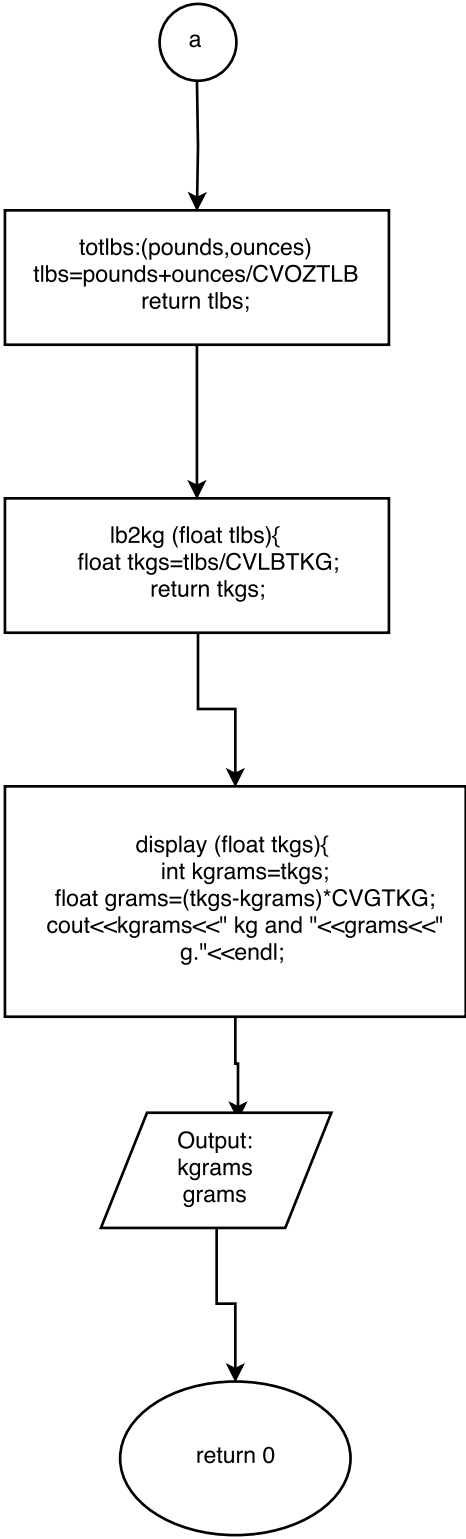 a
totlbs:(pounds,ounces)
tlbs=pounds+ounces/CVOZTLB
return tlbs;
lb2kg (float tlbs){
float tkgs=tlbs/CVLBTKG;
return tkgs;
display (float tkgs){
int kgrams=tkgs;
float grams=(tkgs-kgrams)*CVGTKG;
cout<<kgrams<<" kg and "<<grams<<"
g."<<endl;
Output:
kgrams
grams
return 0